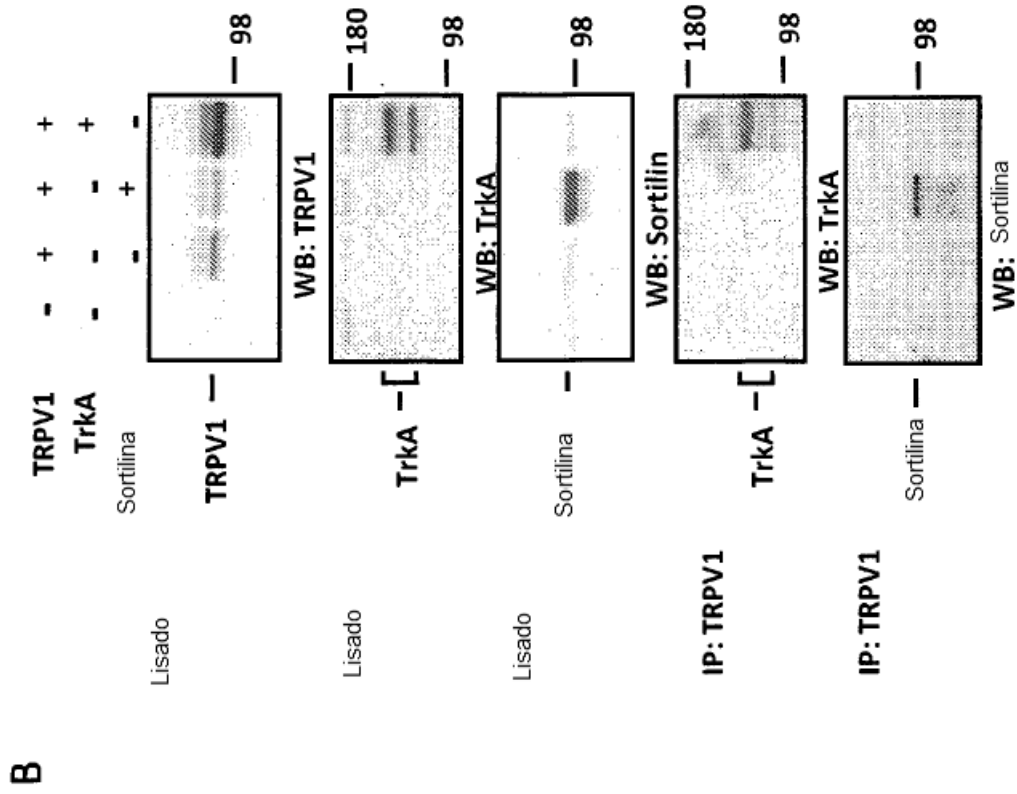 B
TRPV1 - + + +
TrkA - - - +
Sortilina - + -
Lisado
TRPV1 — — 98
WB: TRPV1
Lisado
— 180
TrkA —[
— 98
WB: TrkA
Lisado
Sortilina — — 98
WB: Sortilin
IP: TRPV1
— 180
TrkA —[
— 98
WB: TrkA
IP: TRPV1
Sortilina — — 98
WB: Sortilina